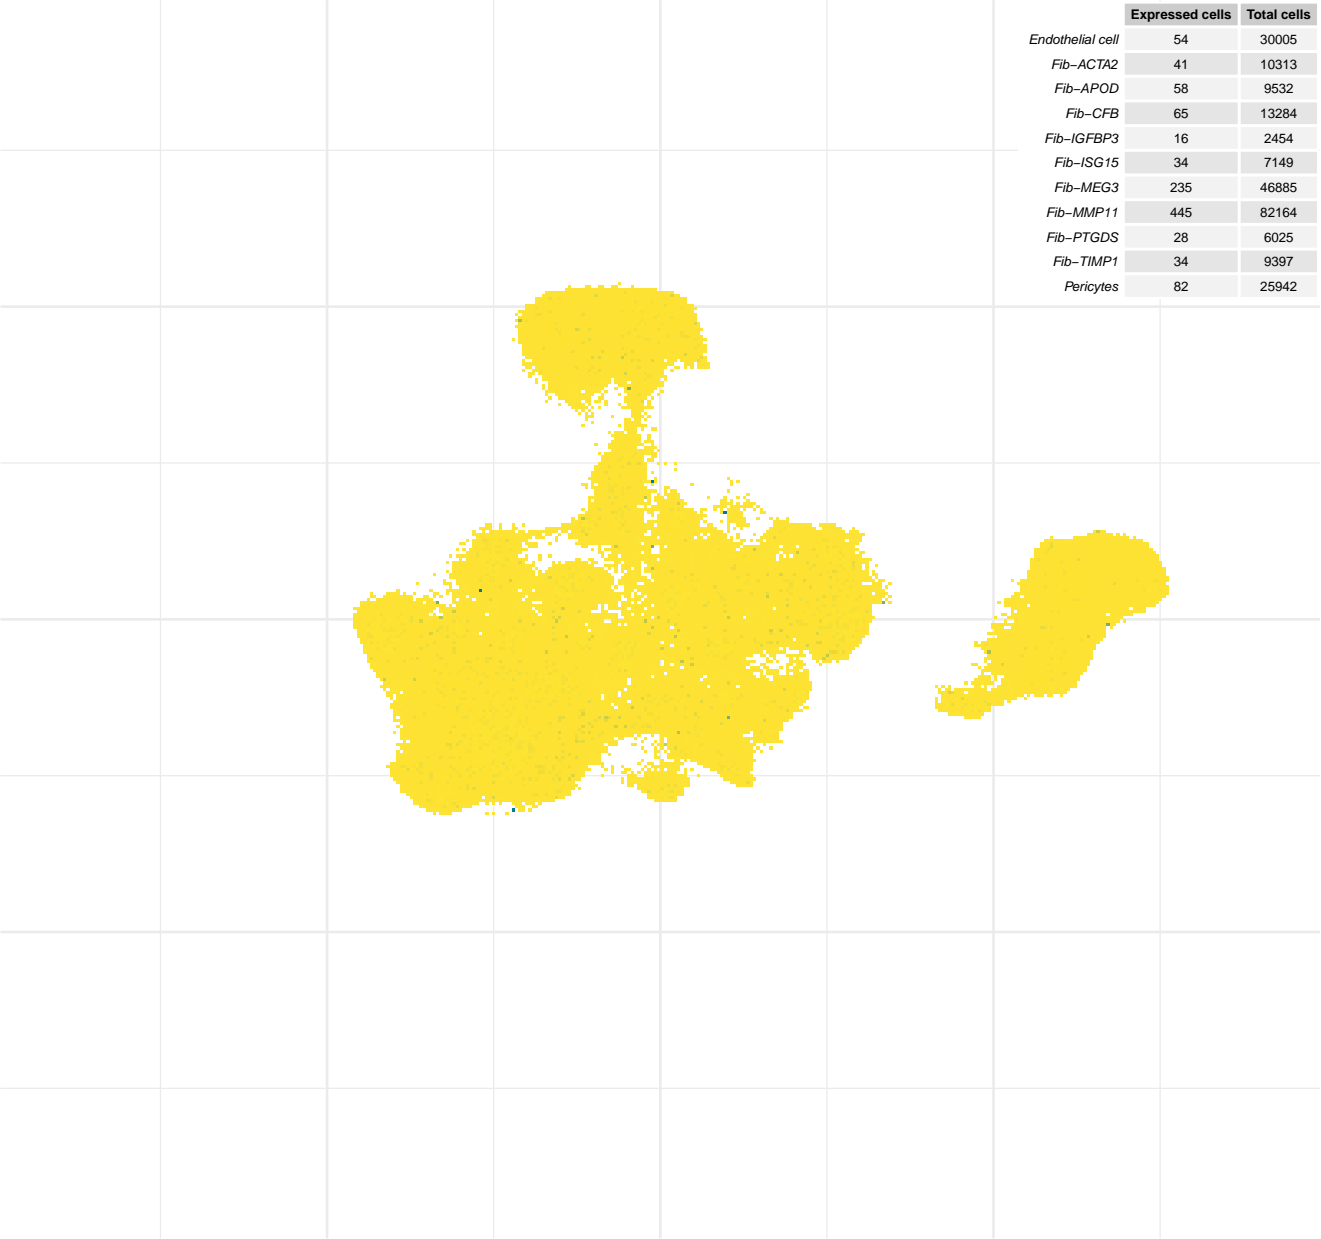 Expressed cells Total cells
Endothelial cell 54 30005
Fib−ACTA2 41 10313
Fib−APOD 58 9532
Fib−CFB 65 13284
Fib−IGFBP3 16 2454
Fib−ISG15 34 7149
Fib−MEG3 235 46885
Fib−MMP11 445 82164
Fib−PTGDS 28 6025
Fib−TIMP1 34 9397
Pericytes 82 25942